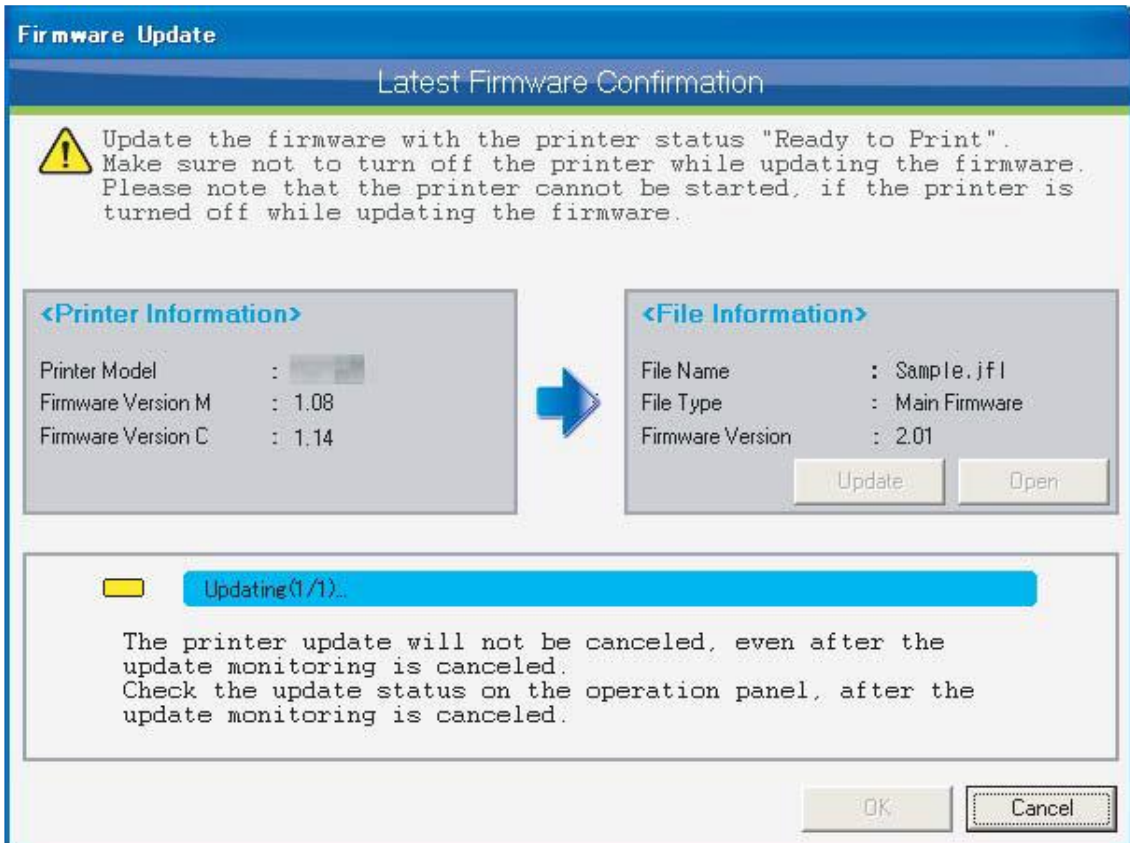 Firmware Update
Latest Firmware Confirmation
Update the firmware with the printer status "Ready to Print".
Make sure not to turn off the printer while updating the firmware.
Please note that the printer cannot be started, if the printer is
turned off while updating the firmware.
<Printer Information>
Printer Model :
Firmware Version M : 1.08
Firmware Version C : 1.14
<File Information>
File Name : Sample.jfl
File Type : Main Firmware
Firmware Version : 2.01
Update Open
Updating(1/1)...
The printer update will not be canceled, even after the
update monitoring is canceled.
Check the update status on the operation panel, after the
update monitoring is canceled.
OK Cancel